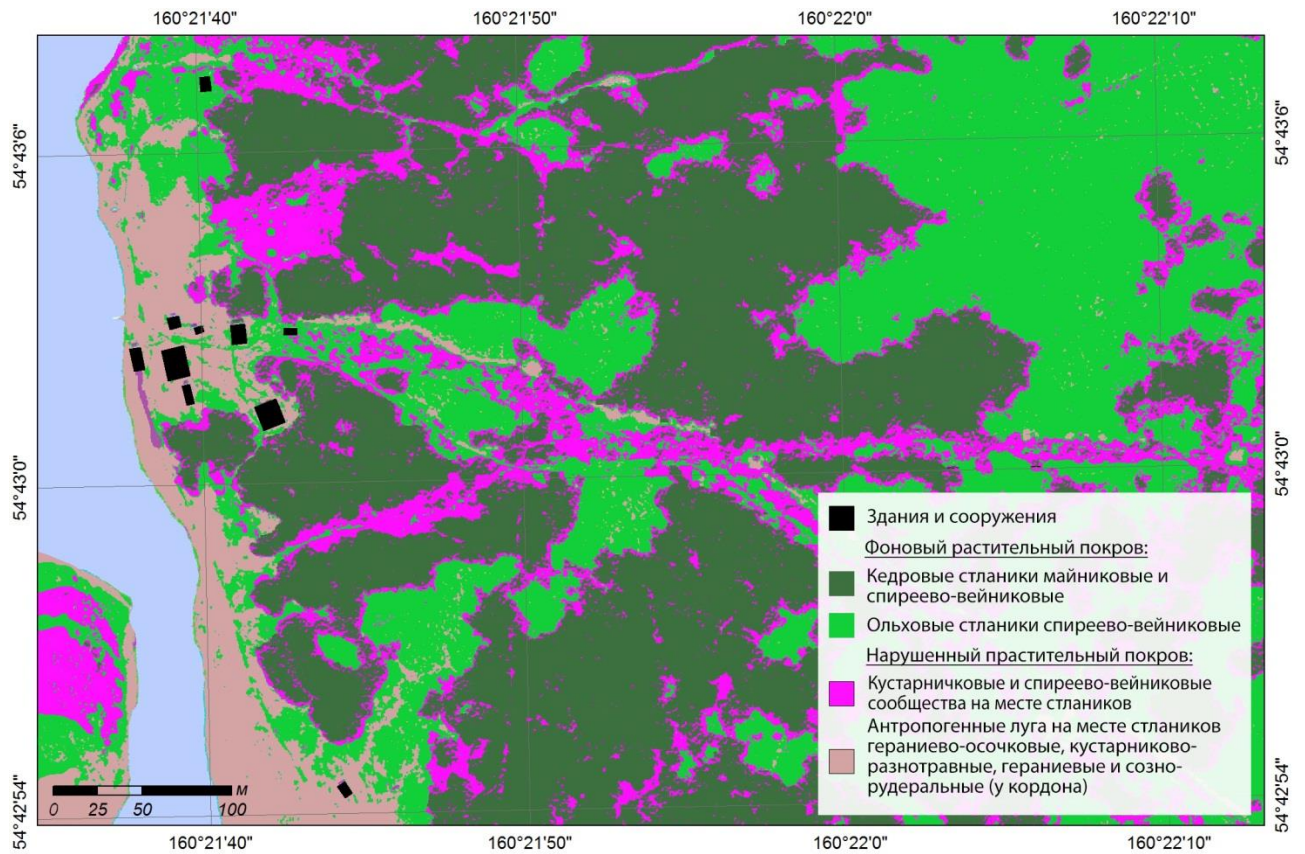 160°21'40"
160°21'50"
160°22'0"
160°22'10"
54°43'6"
54°43'6"
54°43'0"
54°43'0"
54°42'54"
54°42'54"
Здания и сооружения
Фоновый растительный покров:
Кедровые стланики майниковые и
спиреево-вейниковые
Ольховые стланики спиреево-вейниковые
Нарушенный прастительный покров:
Кустарничковые и спиреево-вейниковые
сообщества на месте стлаников
Антропогенные луга на месте стлаников
гераниево-осочковые, кустарниково-
разнотравные, гераниевые и созно-
рудеральные (у кордона)
м
0 25 50 100
160°21'40"
160°21'50"
160°22'0"
160°22'10"